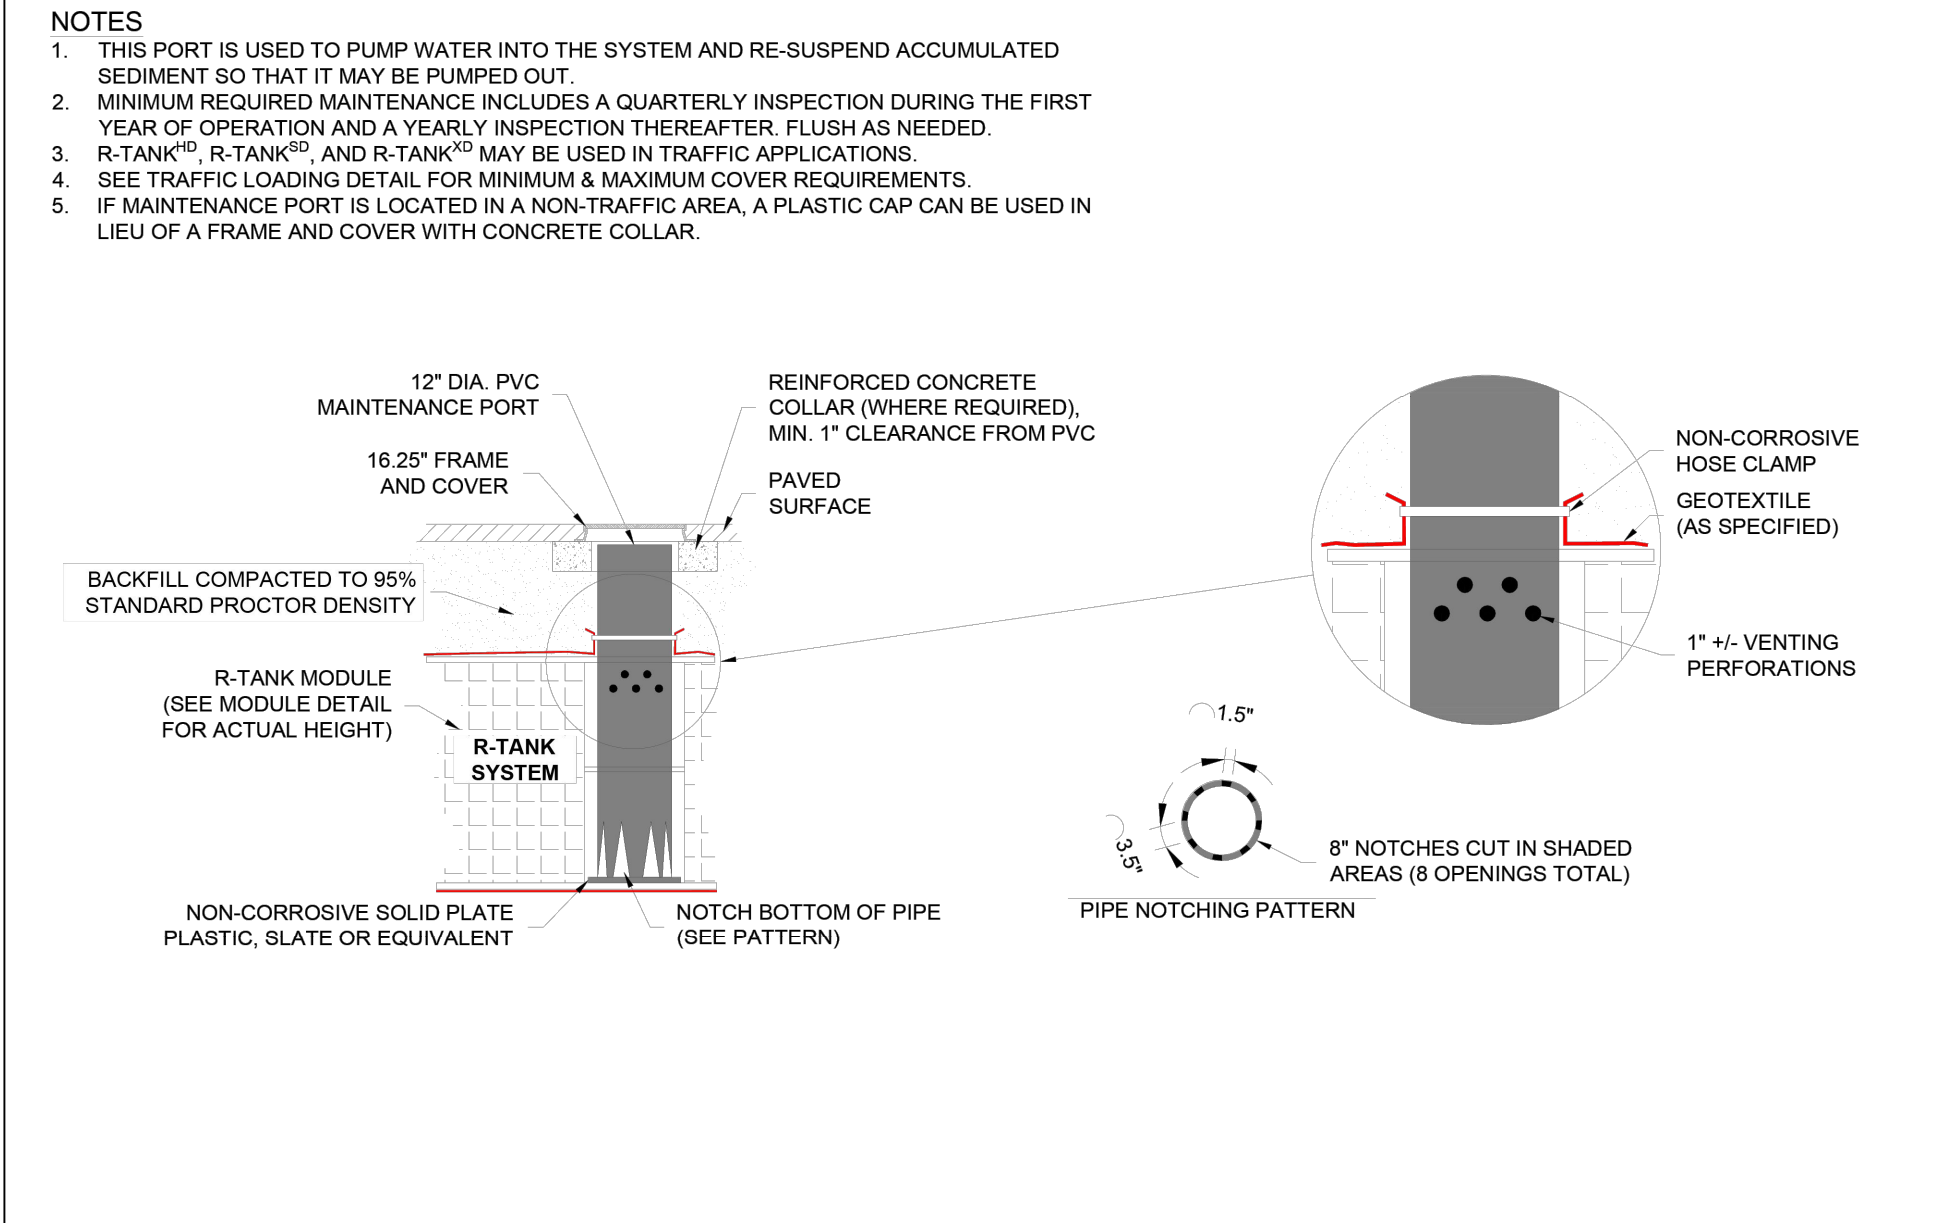 NOTES
1. THIS PORT IS USED TO PUMP WATER INTO THE SYSTEM AND RE-SUSPEND ACCUMULATED
SEDIMENT SO THAT IT MAY BE PUMPED OUT.
2. MINIMUM REQUIRED MAINTENANCE INCLUDES A QUARTERLY INSPECTION DURING THE FIRST
YEAR OF OPERATION AND A YEARLY INSPECTION THEREAFTER. FLUSH AS NEEDED.
3. R-TANKHD, R-TANKSD, AND R-TANKXD MAY BE USED IN TRAFFIC APPLICATIONS.
4. SEE TRAFFIC LOADING DETAIL FOR MINIMUM & MAXIMUM COVER REQUIREMENTS.
5. IF MAINTENANCE PORT IS LOCATED IN A NON-TRAFFIC AREA, A PLASTIC CAP CAN BE USED IN
LIEU OF A FRAME AND COVER WITH CONCRETE COLLAR.
12" DIA. PVC
MAINTENANCE PORT
16.25" FRAME
AND COVER
REINFORCED CONCRETE
COLLAR (WHERE REQUIRED),
MIN. 1" CLEARANCE FROM PVC
PAVED
SURFACE
BACKFILL COMPACTED TO 95%
STANDARD PROCTOR DENSITY
R-TANK MODULE
(SEE MODULE DETAIL
FOR ACTUAL HEIGHT)
R-TANK
SYSTEM
NON-CORROSIVE SOLID PLATE
PLASTIC, SLATE OR EQUIVALENT
NOTCH BOTTOM OF PIPE
(SEE PATTERN)
NON-CORROSIVE
HOSE CLAMP
GEOTEXTILE
(AS SPECIFIED)
1" +/- VENTING
PERFORATIONS
1.5"
3.5"
8" NOTCHES CUT IN SHADED
AREAS (8 OPENINGS TOTAL)
PIPE NOTCHING PATTERN